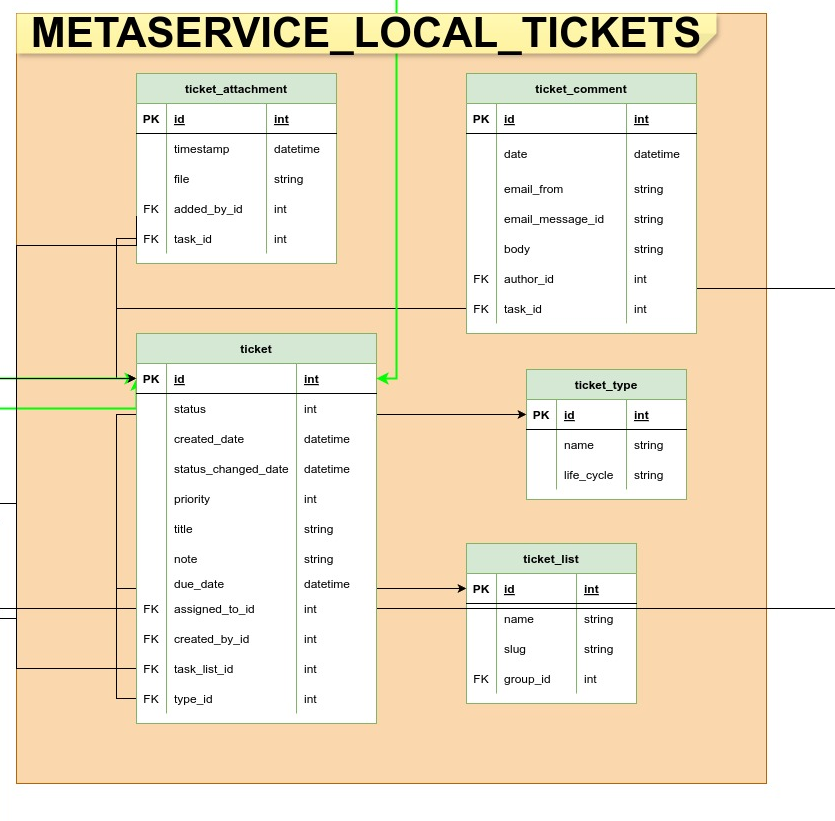 METASERVICE_LOCAL_TICKETS
ticket_attachment
PK id int
timestamp datetime
file string
FK added_by_id int
FK task_id int
ticket_comment
PK id int
date datetime
email_from string
email_message_id string
body string
FK author_id int
FK task_id int
ticket
PK id int
status int
created_date datetime
status_changed_date datetime
priority int
title string
note string
due_date datetime
FK assigned_to_id int
FK created_by_id int
FK task_list_id int
FK type_id int
ticket_type
PK id int
name string
life_cycle string
ticket_list
PK id int
name string
slug string
FK group_id int